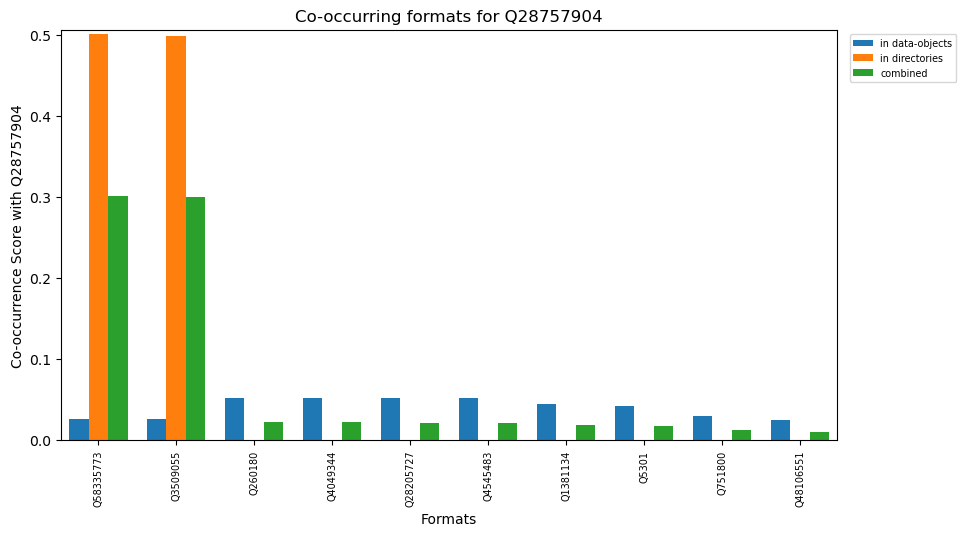 Co-occurring formats for Q28757904
in data-objects
in directories
combined
Co-occurrence Score with Q28757904
0.5
0.4
0.3
0.2
0.1
0.0
Q58335773
Q3509055
Q260180
Q4049344
Q28205727
Q4545483
Q1381134
Q5301
Q751800
Q48106551
Formats